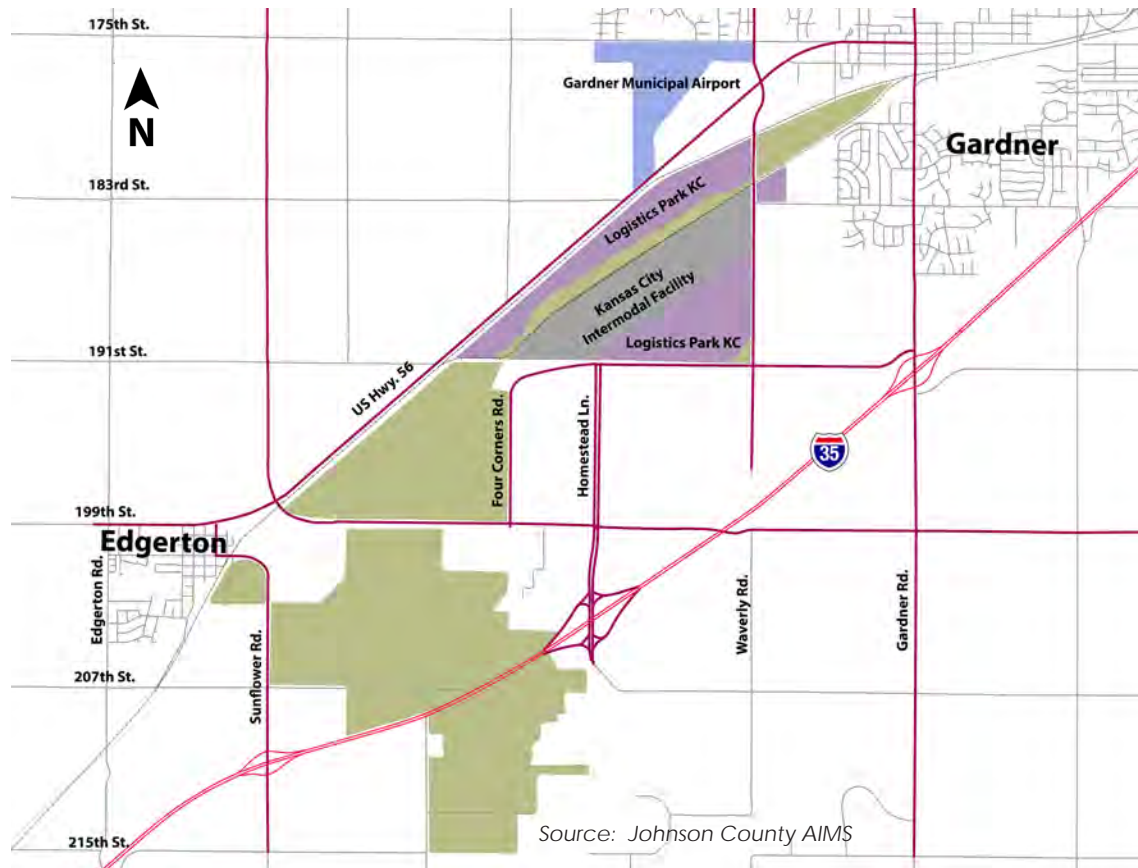 175th St.
Gardner Municipal Airport
N
Gardner
183rd St.
Logistics Park KC
Kansas City
Intermodal Facility
Logistics Park KC
191st St.
US Hwy. 56
Four Corners Rd.
Homestead Ln.
35
199th St.
Edgerton
Edgerton Rd.
Sunflower Rd.
Waverly Rd.
Gardner Rd.
207th St.
215th St.
Source: Johnson County AIMS